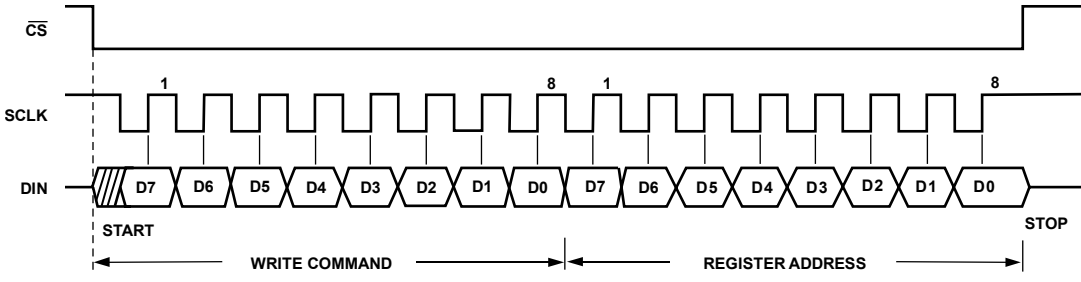 CS
1 8 1 8
SCLK
DIN D7 D6 D5 D4 D3 D2 D1 D0 D7 D6 D5 D4 D3 D2 D1 D0
START STOP
WRITE COMMAND REGISTER ADDRESS